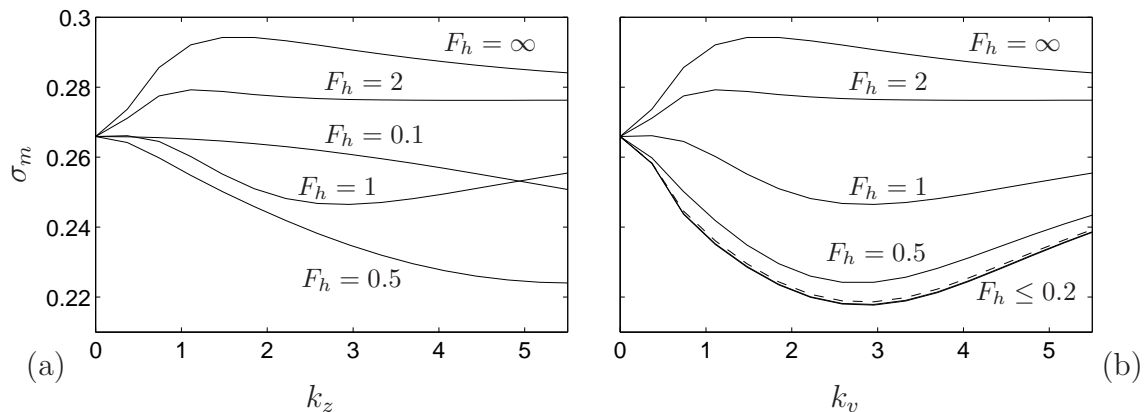 0.3
0.28
0.26
0.24
0.22
σ_m
F_h = ∞
F_h = 2
F_h = 0.1
F_h = 1
F_h = 0.5
0 1 2 3 4 5
(a)
k_z
F_h = ∞
F_h = 2
F_h = 1
F_h = 0.5
F_h ≤ 0.2
0 1 2 3 4 5
(b)
k_v